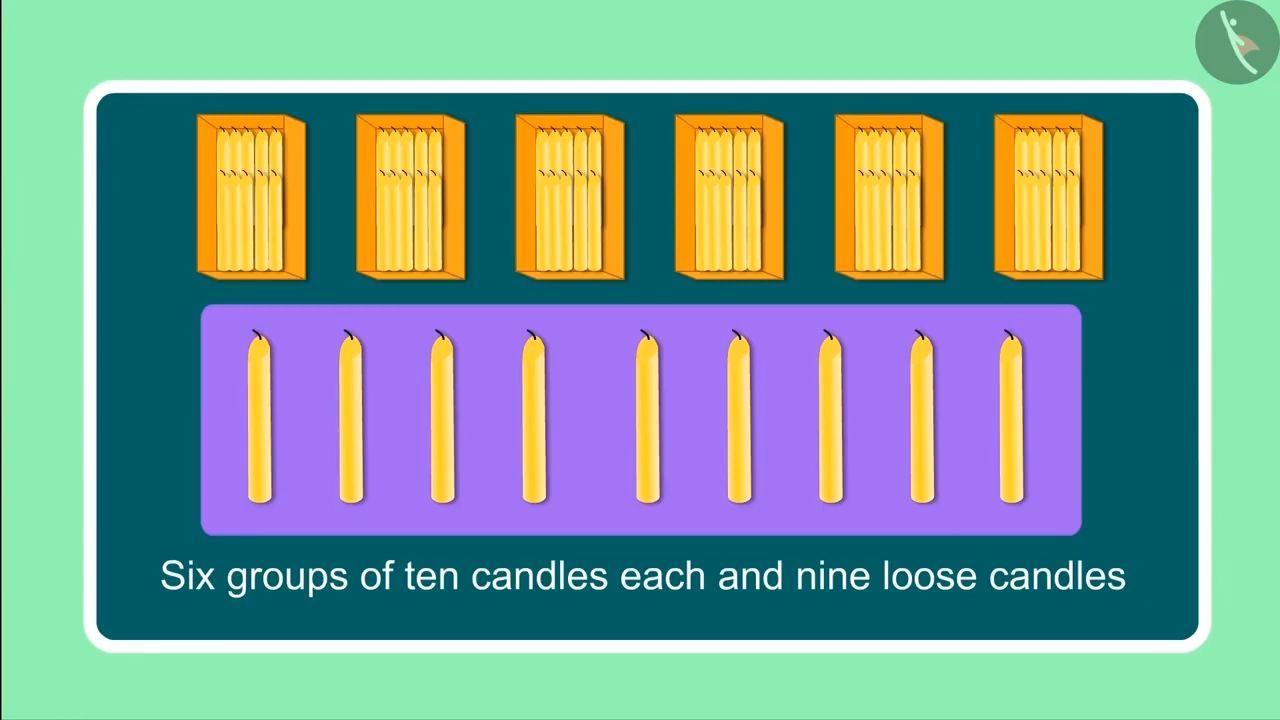 Six groups of ten candles each and nine loose candles